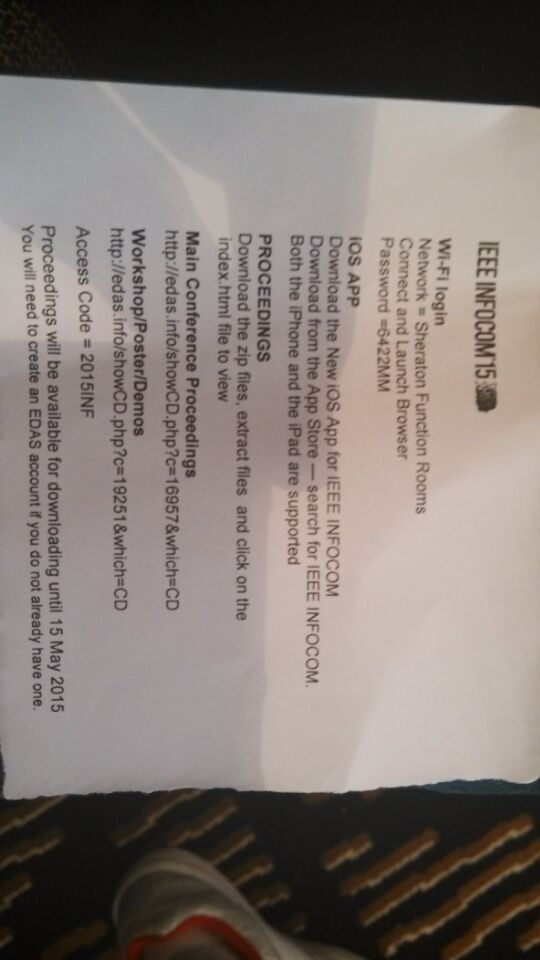 IEEE INFOCOM'15
Wi-Fi login
Network = Sheraton Function Rooms
Connect and Launch Browser
Password =6422MM
iOS APP
Download the New iOS App for IEEE INFOCOM
Download from the App Store — search for IEEE INFOCOM.
Both the iPhone and the iPad are supported
PROCEEDINGS
Download the zip files, extract files and click on the
index.html file to view
Main Conference Proceedings
http://edas.info/showCD.php?c=16957&which=CD
Workshop/Poster/Demos
http://edas.info/showCD.php?c=19251&which=CD
Access Code = 2015INF
Proceedings will be available for downloading until 15 May 2015
You will need to create an EDAS account if you do not already have one.